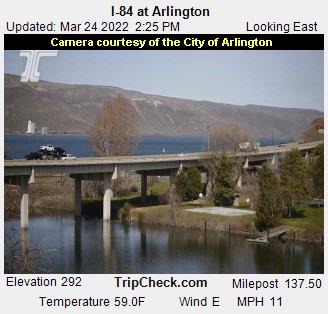 I-84 at Arlington
Updated: Mar 24 2022 2:25 PM Looking East
Camera courtesy of the City of Arlington
Elevation 292 TripCheck.com Milepost 137.50
Temperature 59.0F Wind E MPH 11